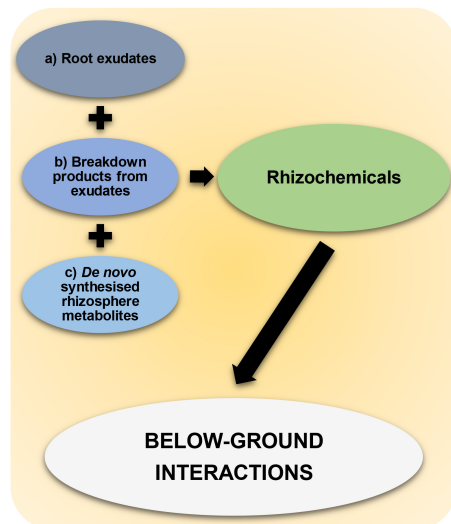 a) Root exudates
b) Breakdown
products from
exudates
Rhizochemicals
c) De novo
synthesised
rhizosphere
metabolites
BELOW-GROUND
INTERACTIONS